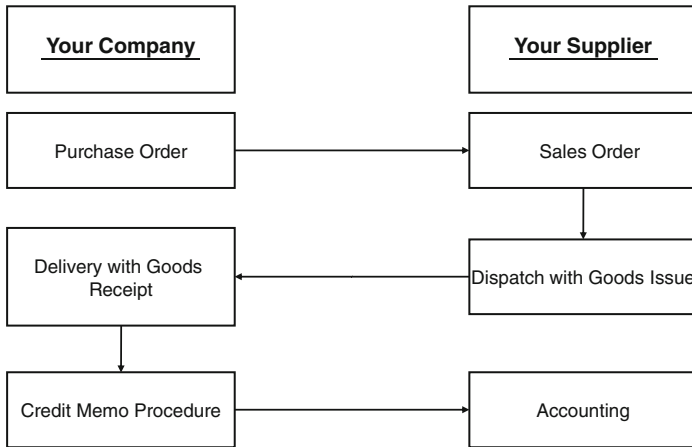 Your Company
Your Supplier
Purchase Order
Sales Order
Delivery with Goods
Receipt
Dispatch with Goods Issue
Credit Memo Procedure
Accounting